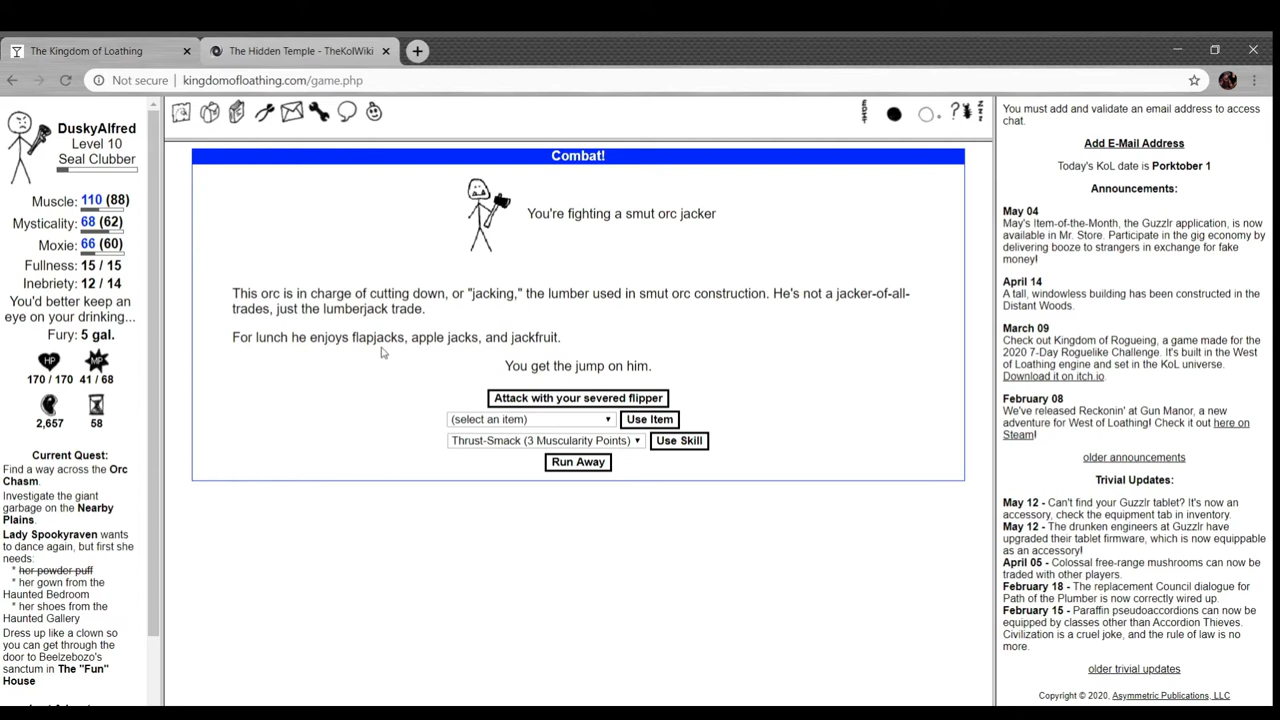 The Kingdom of Loathing
The Hidden Temple - TheKolWiki
Not secure
kingdomofloathing.com/game.php
DuskyAlfred
Level 10
Seal Clubber
Muscle: 110 (88)
Mysticality: 68 (62)
Moxie: 66 (60)
Fullness: 15 / 15
Inebriety: 12 / 14
You'd better keep an
eye on your drinking...
Fury: 5 gal.
HP
MP
170 / 170
41 / 68
2,657
58
Current Quest:
Find a way across the Orc
Chasm.
Investigate the giant
garbage on the Nearby
Plains.
Lady Spookyraven wants
to dance again, but first she
needs:
* her powder puff
* her gown from the
Haunted Bedroom
* her shoes from the
Haunted Gallery
Dress up like a clown so
you can get through the
door to Beelzebozo's
sanctum in The "Fun"
House
Combat!
You're fighting a smut orc jacker
This orc is in charge of cutting down, or "jacking," the lumber used in smut orc construction. He's not a jacker-of-all-
trades, just the lumberjack trade.
For lunch he enjoys flapjacks, apple jacks, and jackfruit.
You get the jump on him.
Attack with your severed flipper
(select an item)
Use Item
Thrust-Smack (3 Muscularity Points)
Use Skill
Run Away
You must add and validate an email address to access
chat.
Add E-Mail Address
Today's KoL date is Porktober 1
Announcements:
May 04
May's Item-of-the-Month, the Guzzlr application, is now
available in Mr. Store. Participate in the gig economy by
delivering booze to strangers in exchange for fake
money!
April 14
A tall, windowless building has been constructed in the
Distant Woods.
March 09
Check out Kingdom of Rogueing, a game made for the
2020 7-Day Roguelike Challenge. It's built in the West
of Loathing engine and set in the KoL universe.
Download it on itch io.
February 08
We've released Reckonin' at Gun Manor, a new
adventure for West of Loathing! Check it out here on
Steam!
older announcements
Trivial Updates:
May 12 - Can't find your Guzzlr tablet? It's now an
accessory, check the equipment tab in inventory.
May 12 - The drunken engineers at Guzzlr have
upgraded their tablet firmware, which is now equippable
as an accessory!
April 05 - Colossal free-range mushrooms can now be
traded with other players.
February 18 - The replacement Council dialogue for
Path of the Plumber is now correctly wired up.
February 15 - Paraffin pseudoaccordions can now be
equipped by classes other than Accordion Thieves.
Civilization is a cruel joke, and the rule of law is no
more.
older trivial updates
Copyright © 2020. Asymmetric Publications, LLC